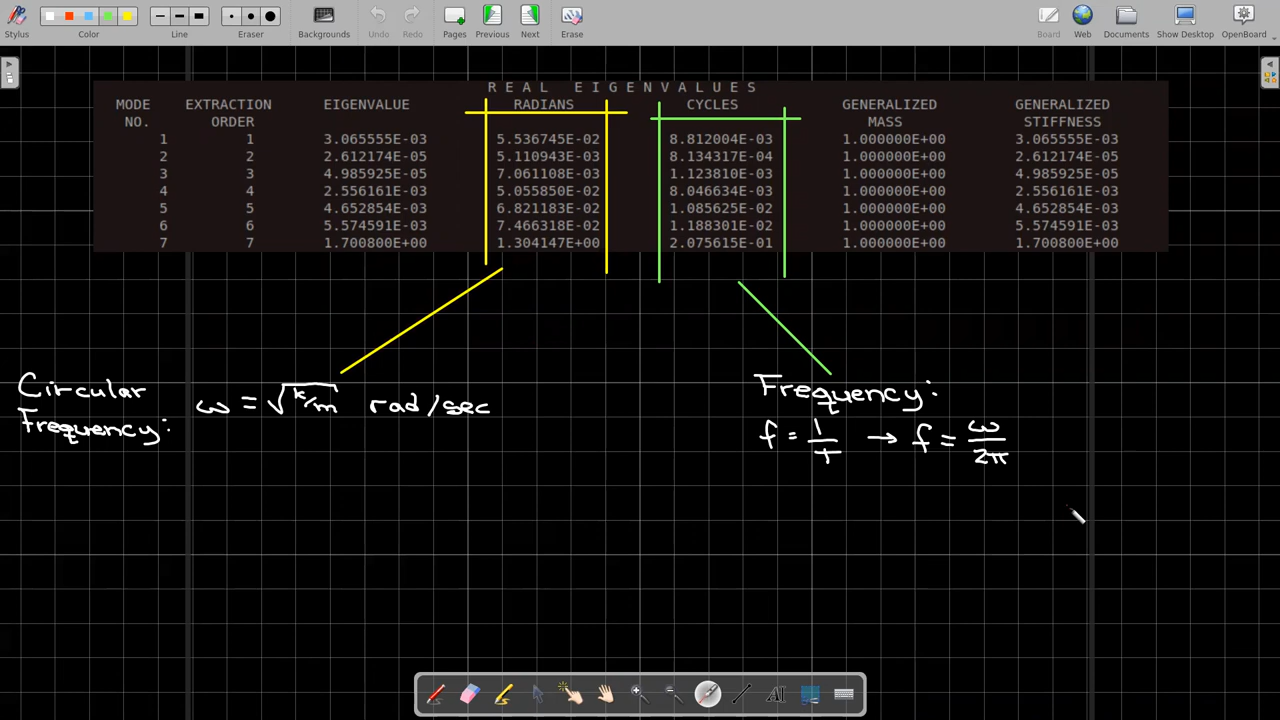 Stylus
Color
Line
Eraser
Backgrounds
Undo
Redo
Pages
Previous
Next
Erase
Board
Web
Documents
Show Desktop
OpenBoard
R E A L   E I G E N V A L U E S
MODE EXTRACTION EIGENVALUE RADIANS CYCLES GENERALIZED GENERALIZED
NO. ORDER MASS STIFFNESS
1 1 3.065555E-03 5.536745E-02 8.812004E-03 1.000000E+00 3.065555E-03
2 2 2.612174E-05 5.110943E-03 8.134317E-04 1.000000E+00 2.612174E-05
3 3 4.985925E-05 7.061108E-03 1.123810E-03 1.000000E+00 4.985925E-05
4 4 2.556161E-03 5.055850E-02 8.046634E-03 1.000000E+00 2.556161E-03
5 5 4.652854E-03 6.821183E-02 1.085625E-02 1.000000E+00 4.652854E-03
6 6 5.574591E-03 7.466318E-02 1.188301E-02 1.000000E+00 5.574591E-03
7 7 1.700800E+00 1.304147E+00 2.075615E-01 1.000000E+00 1.700800E+00
Circular
Frequency:
ω = √k/m rad/sec
Frequency:
f = 1/T → f = ω/2π
AI